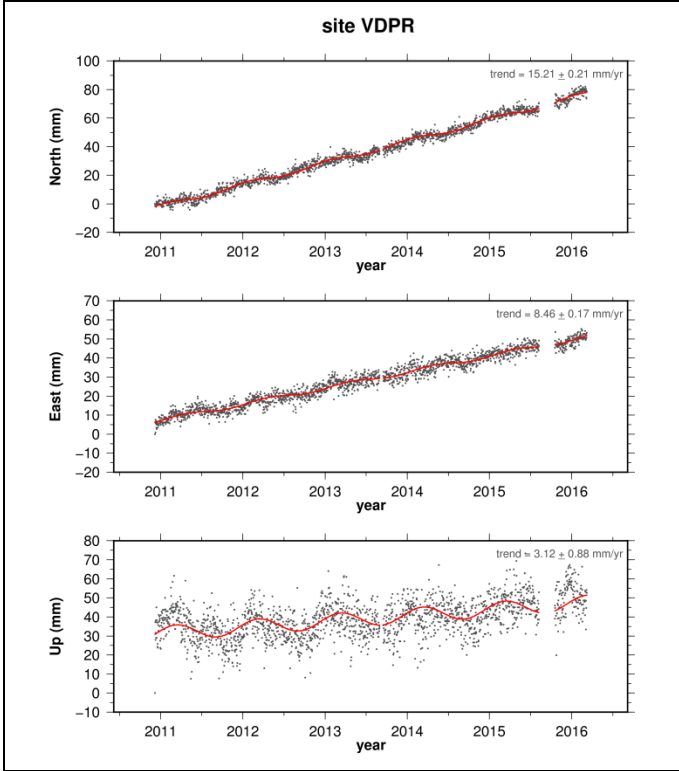 site VDPR
100
80
60
40
20
0
−20
North (mm)
trend = 15.21 ± 0.21 mm/yr
2011 2012 2013 2014 2015 2016
year
70
60
50
40
30
20
10
0
−10
−20
East (mm)
trend = 8.46 ± 0.17 mm/yr
2011 2012 2013 2014 2015 2016
year
80
70
60
50
40
30
20
10
0
−10
Up (mm)
trend = 3.12 ± 0.88 mm/yr
2011 2012 2013 2014 2015 2016
year